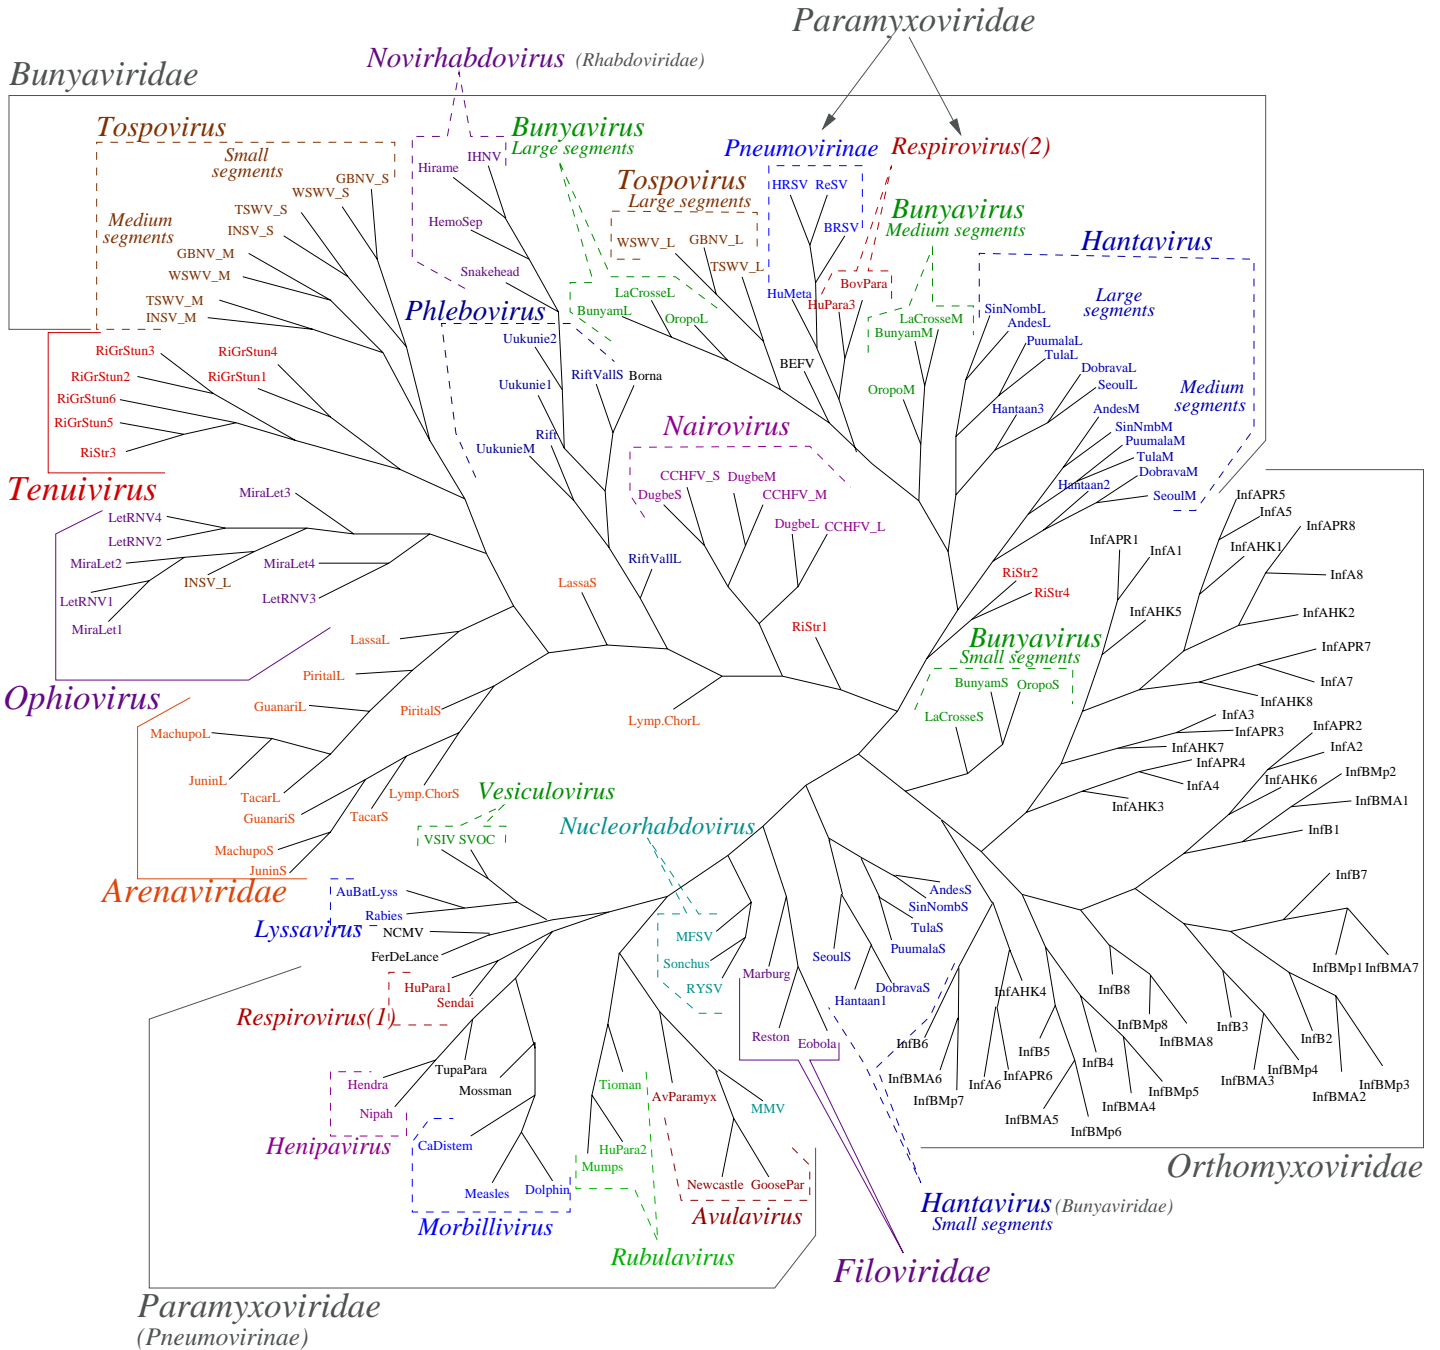 Paramyxoviridae
Novirhabdovirus (Rhabdoviridae)
Bunyaviridae
Tospovirus
Small
segments
GBNV_S
WSWV_S
TSWV_S
INSV_S
Medium
segments
GBNV_M
WSWV_M
TSWV_M
INSV_M
IHNV
Hirame
HemoSep
Snakehead
Bunyavirus
Large segments
BunyamL
LaCrosseL
OropoL
Tospovirus
Large segments
WSWV_L
GBNV_L
TSWV_L
Pneumovirinae
HRSV
ReSV
BRSV
HuMeta
Respirovirus(2)
BovPara
HuPara3
Bunyavirus
Medium segments
LaCrosseM
BunyamM
OropoM
BEFV
Hantavirus
Large
segments
SinNombL
AndesL
PuumalaL
TulaL
DobravaL
SeoulL
Hantaan3
Medium
segments
AndesM
SinNmbM
PuumalaM
TulaM
DobravaM
Hantaan2
SeoulM
Phlebovirus
Uukunie2
Uukunie1
RiftVallS
Borna
Rift
UukunieM
RiftVallL
RiGrStun3
RiGrStun4
RiGrStun2
RiGrStun1
RiGrStun6
RiGrStun5
RiStr3
Tenuivirus
MiraLet3
LetRNV4
LetRNV2
MiraLet2
INSV_L
MiraLet4
LetRNV3
LetRNV1
MiraLet1
Ophiovirus
Nairovirus
CCHFV_S
DugbeM
DugbeS
CCHFV_M
DugbeL
CCHFV_L
LassaS
RiStr1
RiStr2
RiStr4
LassaL
PiritalL
GuanariL
PiritalS
MachupoL
JuninL
TacarL
Lymp.ChorL
Lymp.ChorS
GuanariS
TacarS
MachupoS
JuninS
Arenaviridae
Bunyavirus
Small segments
BunyamS
OropoS
LaCrosseS
InfAPR5
InfA5
InfAPR8
InfAPR1
InfA1
InfAHK1
InfA8
InfAHK5
InfAHK2
InfAPR7
InfA7
InfAHK8
InfA3
InfAPR3
InfAHK7
InfAPR4
InfA4
InfAHK3
InfAPR2
InfA2
InfAHK6
InfBMp2
InfBMA1
InfB1
InfB7
InfBMp1
InfBMA7
InfB3
InfB2
InfBMA3
InfBMp4
InfBMA2
InfBMp3
InfB8
InfBMp8
InfBMA8
InfAHK4
InfB6
InfB5
InfB4
InfBMA6
InfBMp7
InfA6
InfAPR6
InfBMA5
InfBMp6
InfBMA4
InfBMp5
Orthomyxoviridae
Vesiculovirus
VSIV SVOC
Nucleorhabdovirus
MFSV
Sonchus
RYSV
AuBatLyss
Rabies
Lyssavirus
NCMV
FerDeLance
HuPara1
Sendai
Respirovirus(1)
TupaPara
Mossman
Hendra
Nipah
Henipavirus
CaDistem
Measles
Dolphin
Morbillivirus
Tioman
HuPara2
Mumps
Rubulavirus
AvParamyx
MMV
Newcastle
GoosePar
Avulavirus
Marburg
Reston
Eobola
Filoviridae
AndesS
SinNombS
TulaS
PuumalaS
SeoulS
DobravaS
Hantaan1
Hantavirus (Bunyaviridae)
Small segments
Paramyxoviridae
(Pneumovirinae)